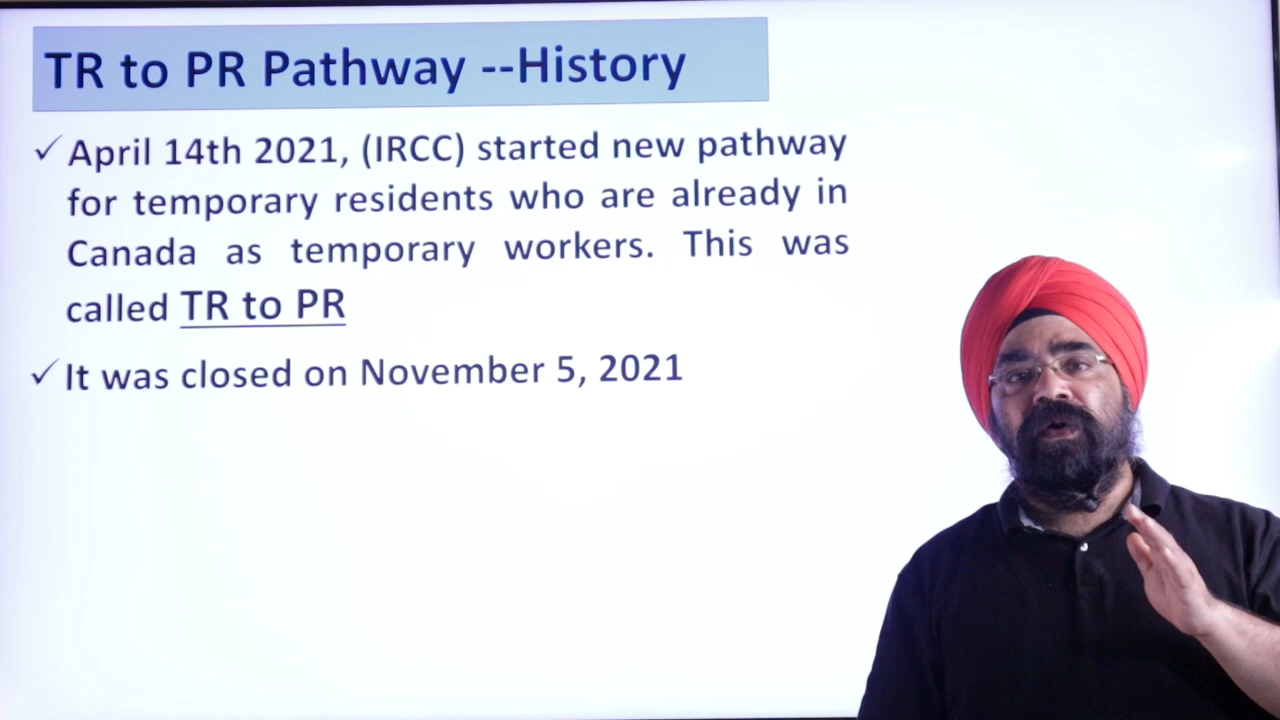 TR to PR Pathway --History
✓ April 14th 2021, (IRCC) started new pathway
for temporary residents who are already in
Canada as temporary workers. This was
called TR to PR
✓ It was closed on November 5, 2021